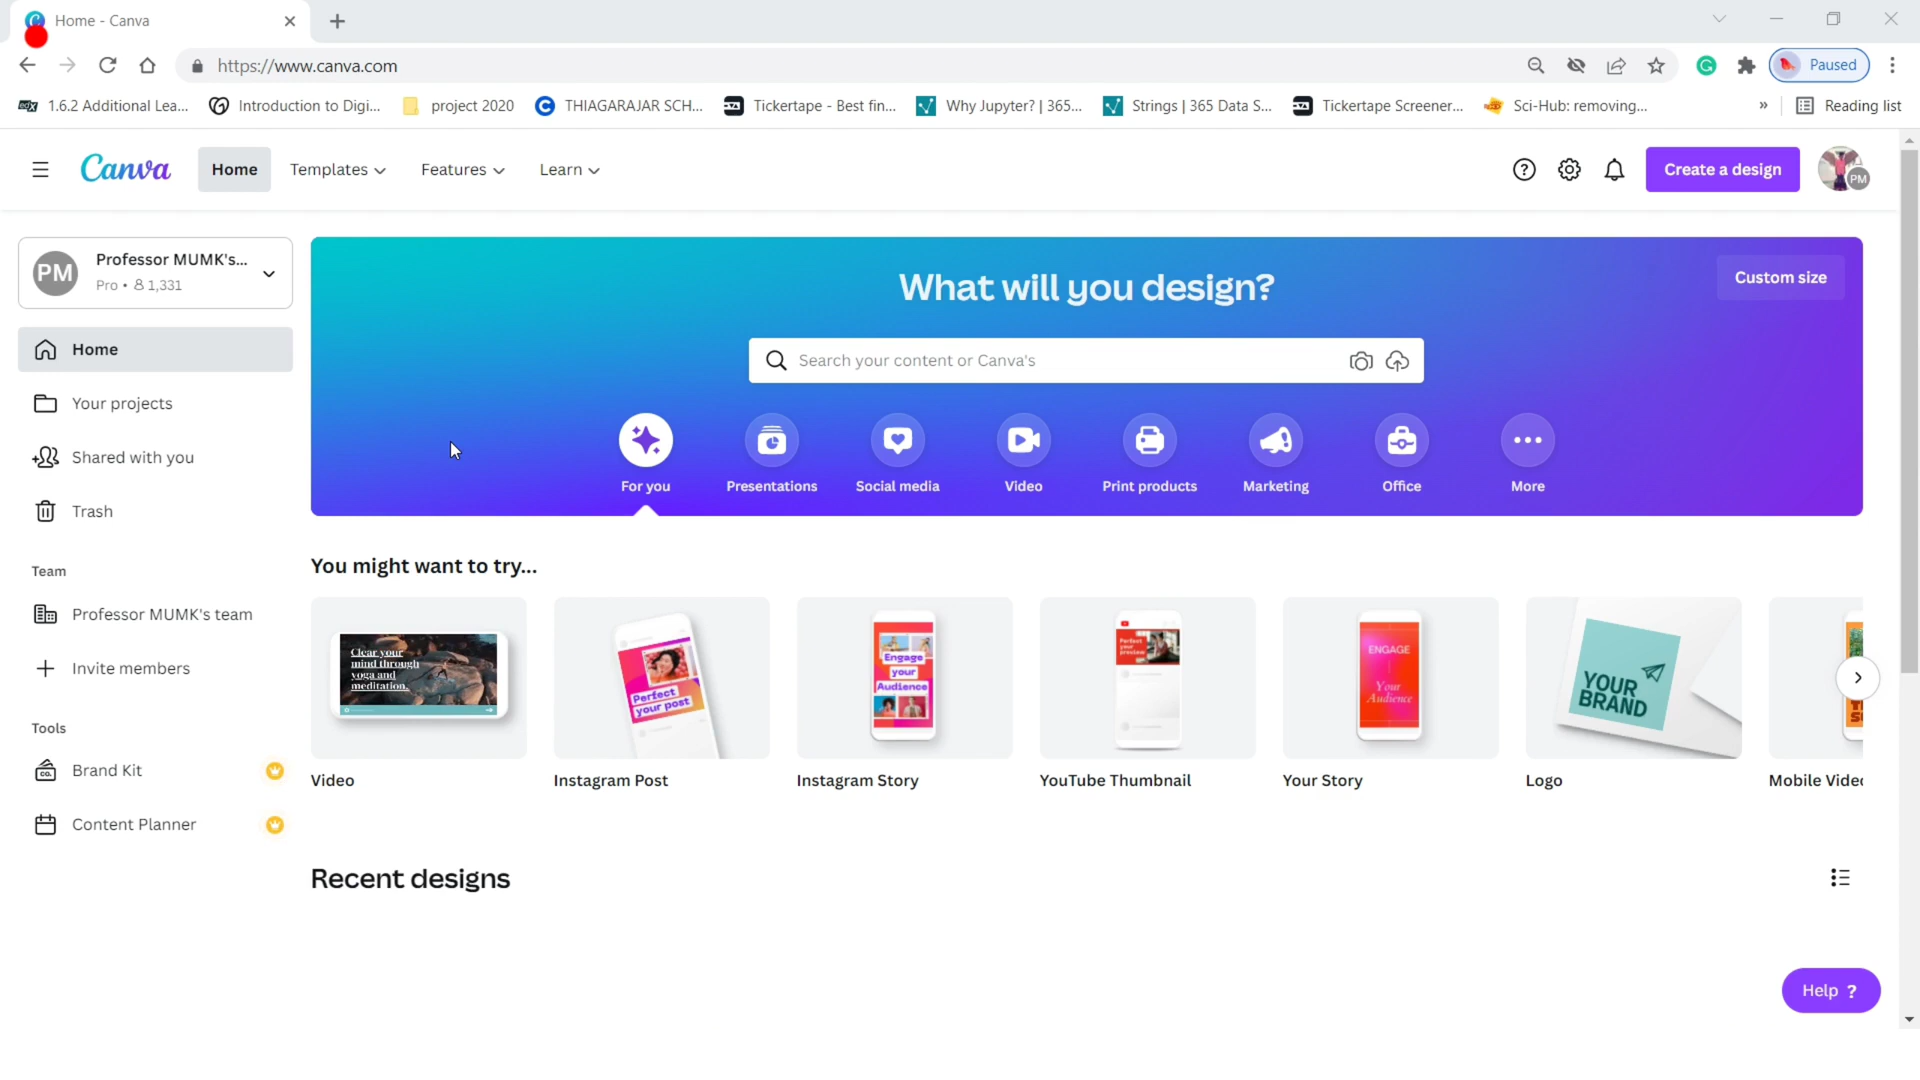 Home - Canva
https://www.canva.com
Paused
1.6.2 Additional Lea...
Introduction to Digi...
project 2020
THIAGARAJAR SCH...
Tickertape - Best fin...
Why Jupyter? | 365...
Strings | 365 Data S...
Tickertape Screener...
Sci-Hub: removing...
»
Reading list
Canva
Home
Templates
Features
Learn
Create a design
PM
PM
Professor MUMK's...
Pro • 1,331
Home
Your projects
Shared with you
Trash
Team
Professor MUMK's team
Invite members
Tools
Brand Kit
Content Planner
What will you design?
Custom size
Search your content or Canva's
For you
Presentations
Social media
Video
Print products
Marketing
Office
More
You might want to try...
Clear your
mind through
yoga and
meditation.
Perfect
your post
Engage
your
Audience
Perfect
your
preview
ENGAGE
Your
Audience
YOUR
BRAND
Video
Instagram Post
Instagram Story
YouTube Thumbnail
Your Story
Logo
Mobile Video
Recent designs
Help ?